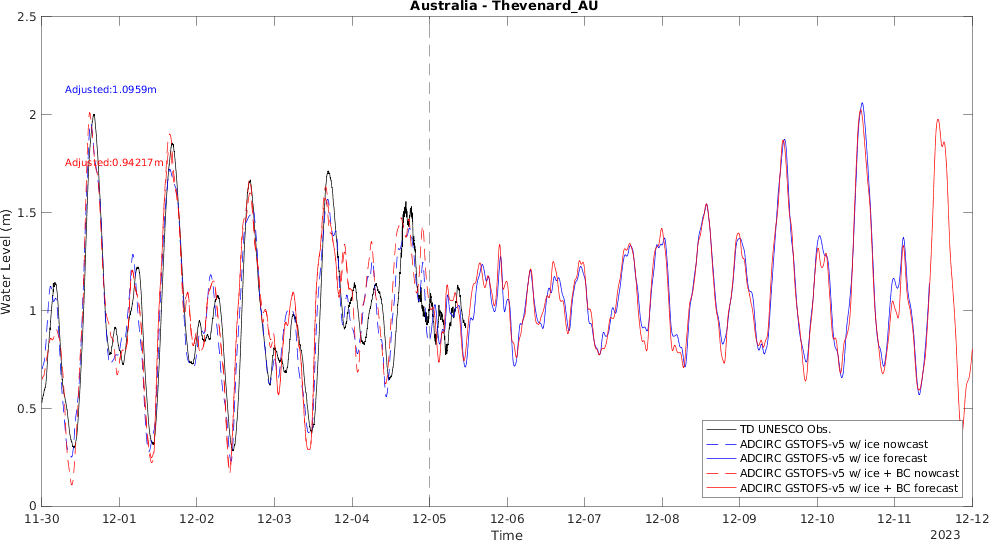 Australia - Thevenard_AU
2.5
2
1.5
1
0.5
0
Water Level (m)
Adjusted:1.0959m
Adjusted:0.94217m
TD UNESCO Obs.
ADCIRC GSTOFS-v5 w/ ice nowcast
ADCIRC GSTOFS-v5 w/ ice forecast
ADCIRC GSTOFS-v5 w/ ice + BC nowcast
ADCIRC GSTOFS-v5 w/ ice + BC forecast
11-30 12-01 12-02 12-03 12-04 12-05 12-06 12-07 12-08 12-09 12-10 12-11 12-12
Time
2023